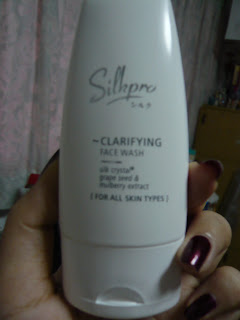 Silkpro
~CLARIFYING
FACE WASH
silk crystal®
grape seed &
mulberry extract
[ FOR ALL SKIN TYPES ]